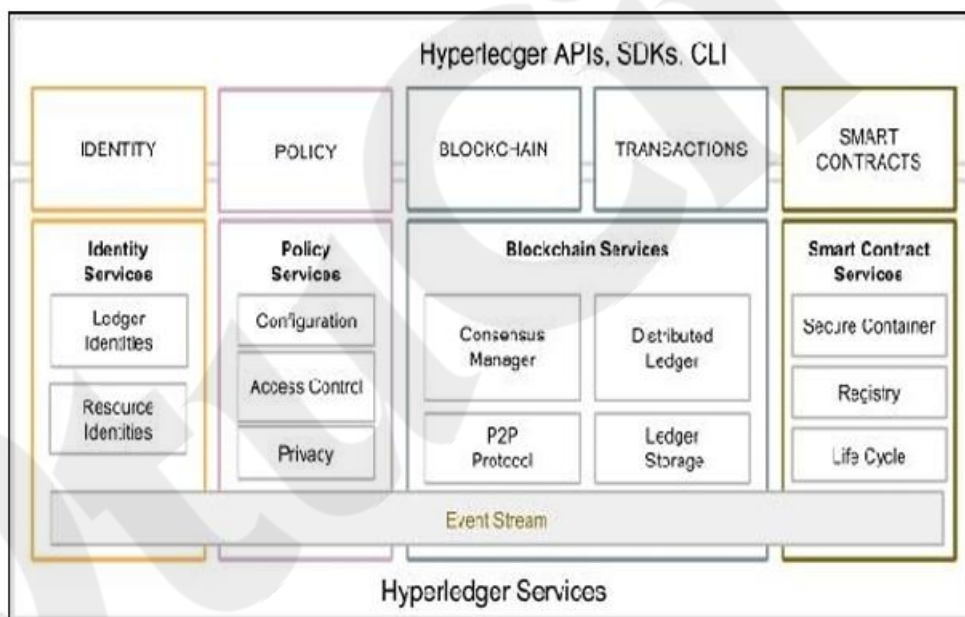 Hyperledger APIs, SDKs. CLI
IDENTITY
POLICY
BLOCKCHAIN
TRANSACTIONS
SMART
CONTRACTS
Identity
Services
Ledger
Identities
Resource
Identities
Policy
Services
Configuration
Access Control
Privacy
Blockchain Services
Consensus
Manager
Distributed
Ledger
P2P
Protocol
Ledger
Storage
Smart Contract
Services
Secure Container
Registry
Life Cycle
Event Stream
Hyperledger Services